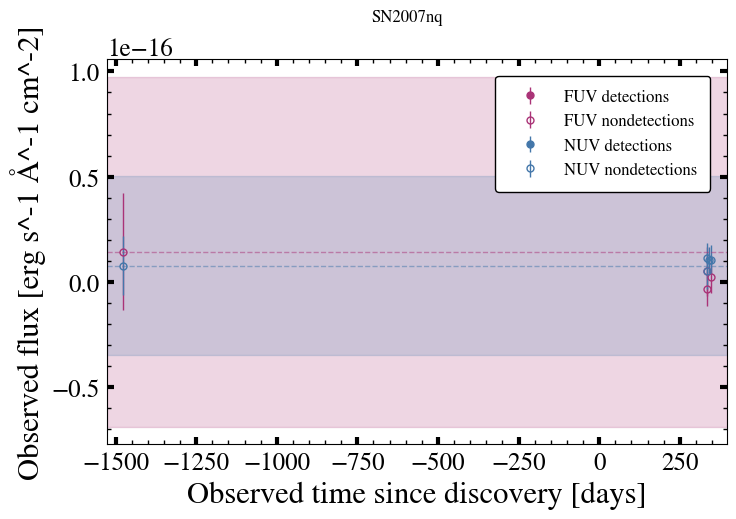 SN2007nq
1e−16
Observed flux [erg s^-1 Å^-1 cm^-2]
1.0
0.5
0.0
−0.5
FUV detections
FUV nondetections
NUV detections
NUV nondetections
−1500 −1250 −1000 −750 −500 −250 0 250
Observed time since discovery [days]